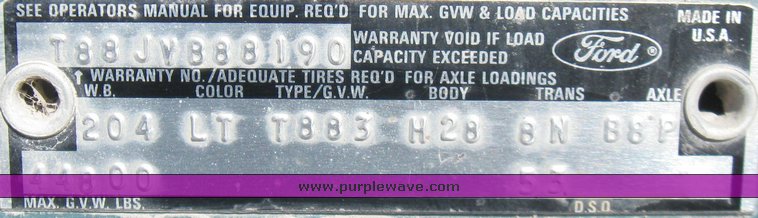 SEE OPERATORS MANUAL FOR EQUIP. REQ'D FOR MAX. GVW & LOAD CAPACITIES
MADE IN U.S.A.
T88JVB88190
WARRANTY VOID IF LOAD
CAPACITY EXCEEDED
Ford ®
WARRANTY NO./ADEQUATE TIRES REQ'D FOR AXLE LOADINGS
W.B. COLOR TYPE/G.V.W. BODY TRANS AXLE
204 LT T883 H28 8N B8P
44800 53
www.purplewave.com
MAX. G.V.W. LBS. D.S.O.